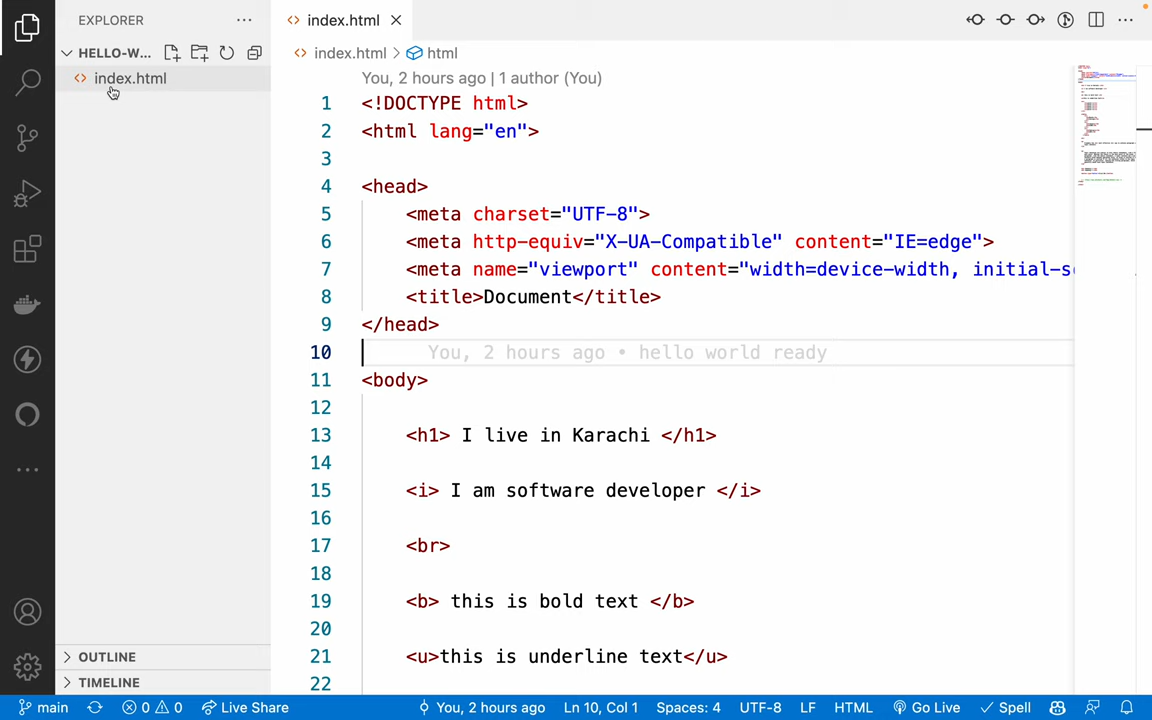 EXPLORER
HELLO-W...
index.html
index.html
index.html > html
You, 2 hours ago | 1 author (You)
1 <!DOCTYPE html>
2 <html lang="en">
3
4 <head>
5 <meta charset="UTF-8">
6 <meta http-equiv="X-UA-Compatible" content="IE=edge">
7 <meta name="viewport" content="width=device-width, initial-s
8 <title>Document</title>
9 </head>
10 You, 2 hours ago • hello world ready
11 <body>
12
13 <h1> I live in Karachi </h1>
14
15 <i> I am software developer </i>
16
17 <br>
18
19 <b> this is bold text </b>
20
21 <u>this is underline text</u>
22
OUTLINE
TIMELINE
main 0 0 Live Share You, 2 hours ago Ln 10, Col 1 Spaces: 4 UTF-8 LF HTML Go Live Spell